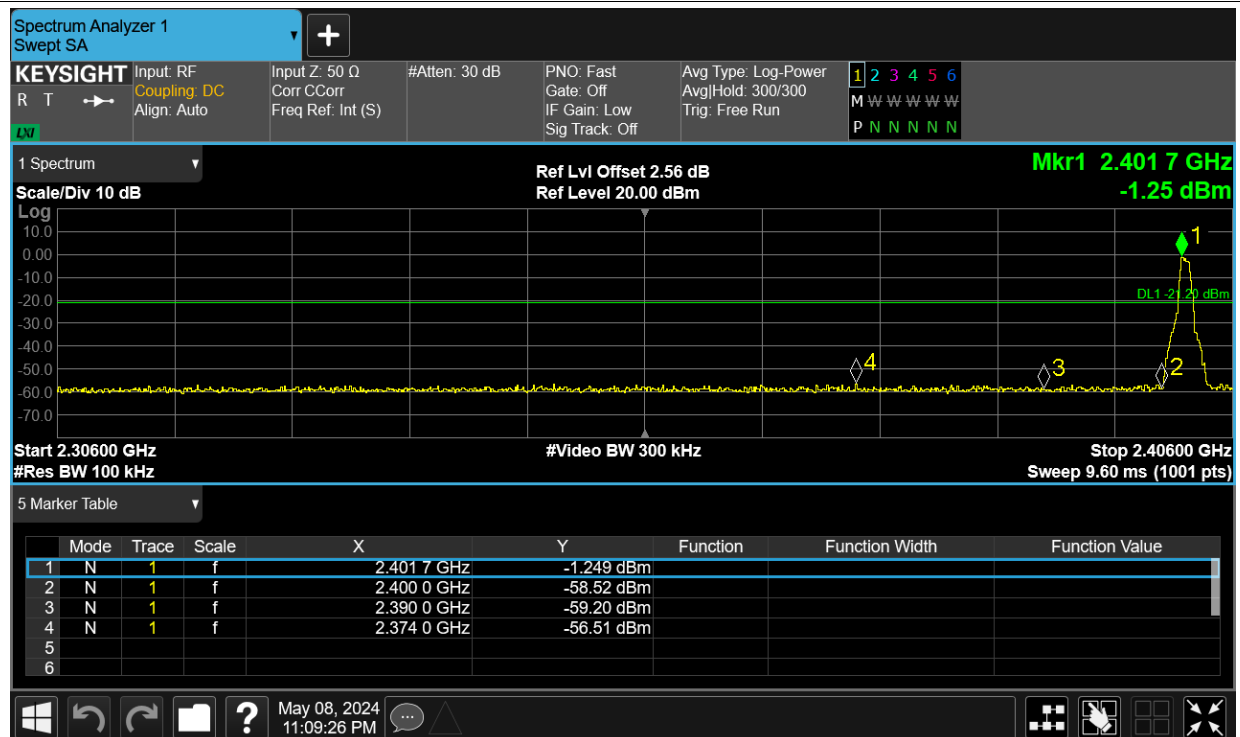 Spectrum Analyzer 1
Swept SA
KEYSIGHT
R T
LXI
Input: RF
Coupling: DC
Align: Auto
Input Z: 50 Ω
Corr CCorr
Freq Ref: Int (S)
#Atten: 30 dB
PNO: Fast
Gate: Off
IF Gain: Low
Sig Track: Off
Avg Type: Log-Power
Avg|Hold: 300/300
Trig: Free Run
1 2 3 4 5 6
M W W W W W
P N N N N N
1 Spectrum
Scale/Div 10 dB
Ref Lvl Offset 2.56 dB
Ref Level 20.00 dBm
Mkr1 2.401 7 GHz
-1.25 dBm
Log
10.0
0.00
-10.0
-20.0
-30.0
-40.0
-50.0
-60.0
-70.0
1
DL1 -21.20 dBm
4
3
2
Start 2.30600 GHz
#Res BW 100 kHz
#Video BW 300 kHz
Stop 2.40600 GHz
Sweep 9.60 ms (1001 pts)
5 Marker Table
Mode Trace Scale X Y Function Function Width Function Value
1 N 1 f 2.401 7 GHz -1.249 dBm
2 N 1 f 2.400 0 GHz -58.52 dBm
3 N 1 f 2.390 0 GHz -59.20 dBm
4 N 1 f 2.374 0 GHz -56.51 dBm
5
6
?
May 08, 2024
11:09:26 PM